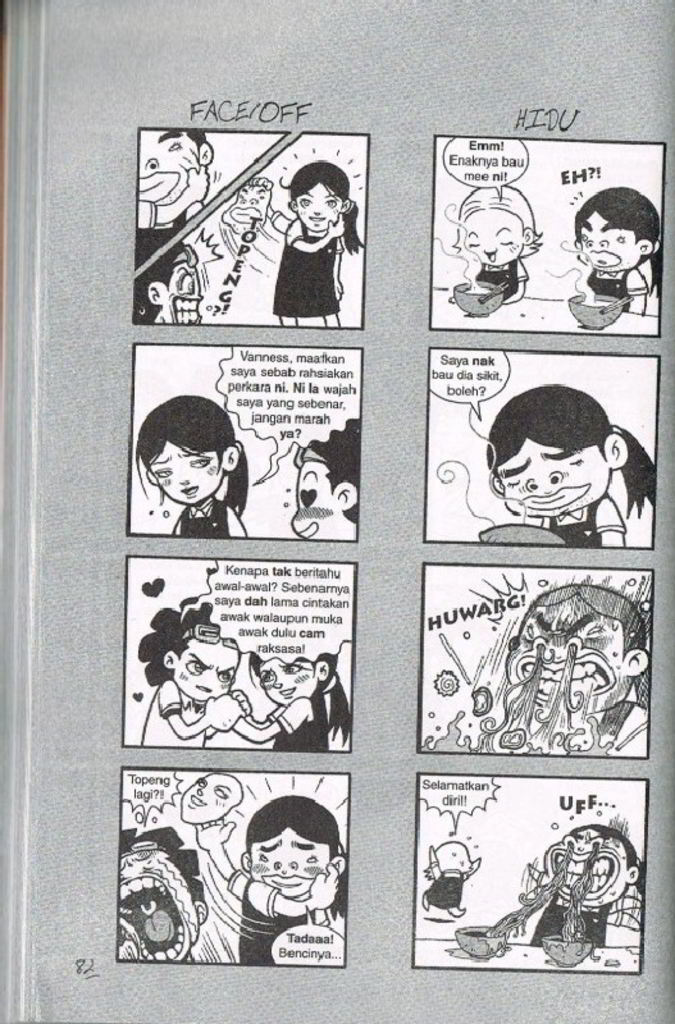 FACE/OFF
TOPENG!
?!
Vanness, maafkan
saya sebab rahsiakan
perkara ni. Ni la wajah
saya yang sebenar,
jangan marah
ya?
Kenapa tak beritahu
awal-awal? Sebenarnya
saya dah lama cintakan
awak walaupun muka
awak dulu cam
raksasa!
Topeng
lagi?!
Tadaaa!
Bencinya...
HIDU
Emm!
Enaknya bau
mee ni!
EH?!
Saya nak
bau dia sikit,
boleh?
HUWARG!
Selamatkan
diri!
UFF...
82